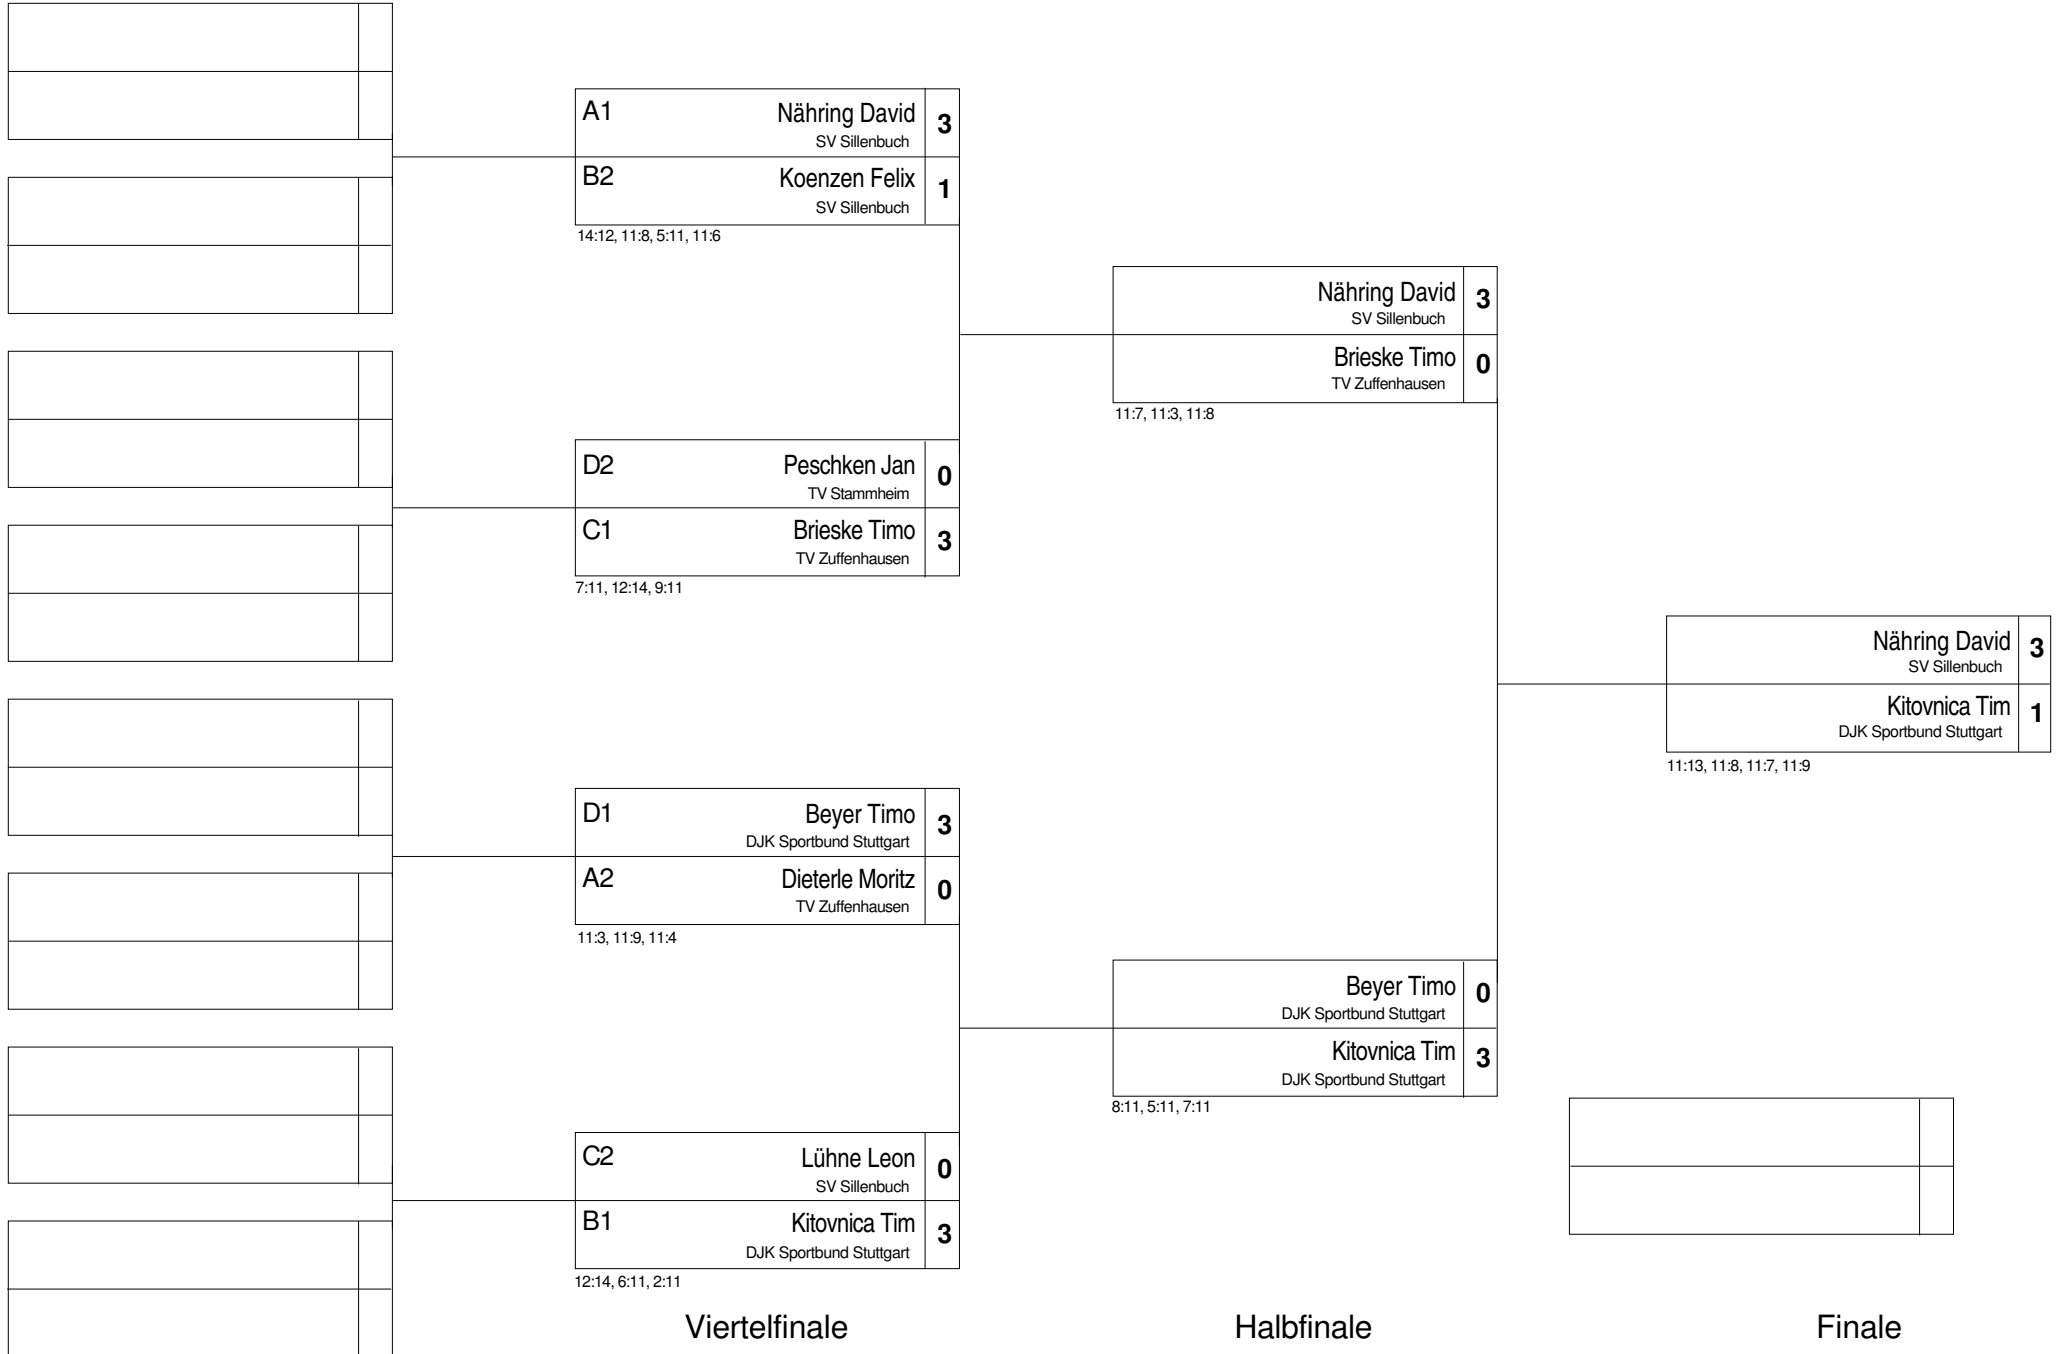 A1 Nähring David 3
SV Sillenbuch
B2 Koenzen Felix 1
SV Sillenbuch
14:12, 11:8, 5:11, 11:6
D2 Peschken Jan 0
TV Stammheim
C1 Brieske Timo 3
TV Zuffenhausen
7:11, 12:14, 9:11
D1 Beyer Timo 3
DJK Sportbund Stuttgart
A2 Dieterle Moritz 0
TV Zuffenhausen
11:3, 11:9, 11:4
C2 Lühne Leon 0
SV Sillenbuch
B1 Kitovnica Tim 3
DJK Sportbund Stuttgart
12:14, 6:11, 2:11
Viertelfinale
Nähring David 3
SV Sillenbuch
Brieske Timo 0
TV Zuffenhausen
11:7, 11:3, 11:8
Beyer Timo 0
DJK Sportbund Stuttgart
Kitovnica Tim 3
DJK Sportbund Stuttgart
8:11, 5:11, 7:11
Halbfinale
Nähring David 3
SV Sillenbuch
Kitovnica Tim 1
DJK Sportbund Stuttgart
11:13, 11:8, 11:7, 11:9
Finale